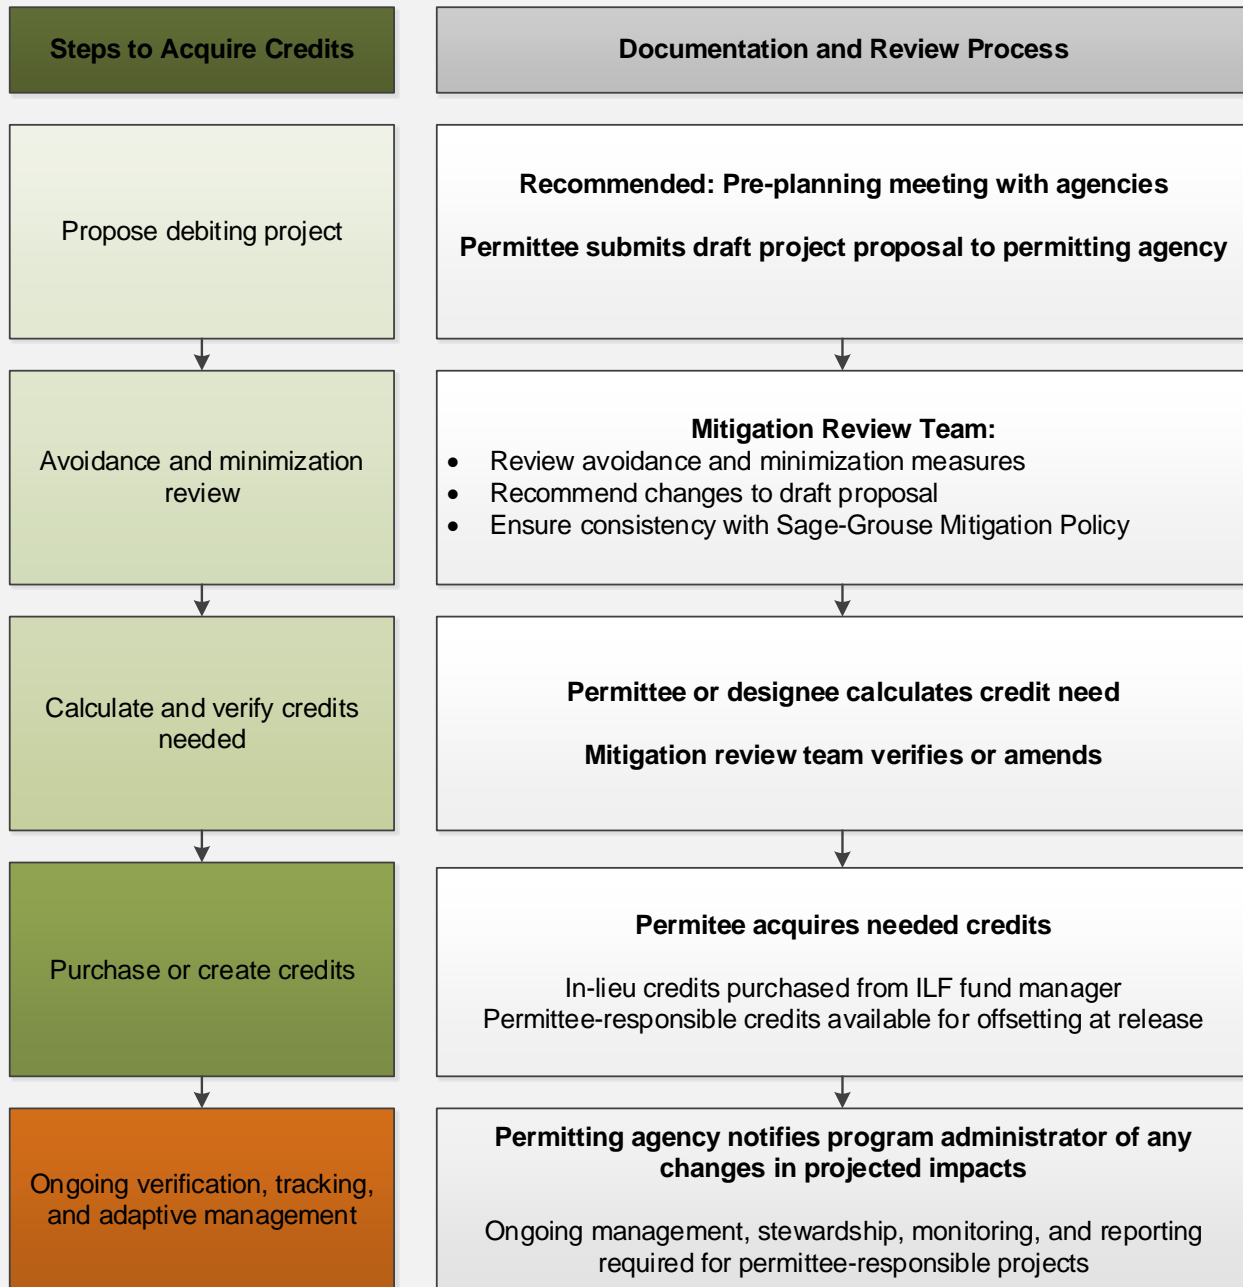 Steps to Acquire Credits
Documentation and Review Process
Propose debiting project
Recommended: Pre-planning meeting with agencies
Permittee submits draft project proposal to permitting agency
Avoidance and minimization
review
Mitigation Review Team:
• Review avoidance and minimization measures
• Recommend changes to draft proposal
• Ensure consistency with Sage-Grouse Mitigation Policy
Calculate and verify credits
needed
Permittee or designee calculates credit need
Mitigation review team verifies or amends
Purchase or create credits
Permitee acquires needed credits
In-lieu credits purchased from ILF fund manager
Permittee-responsible credits available for offsetting at release
Ongoing verification, tracking,
and adaptive management
Permitting agency notifies program administrator of any
changes in projected impacts
Ongoing management, stewardship, monitoring, and reporting
required for permittee-responsible projects